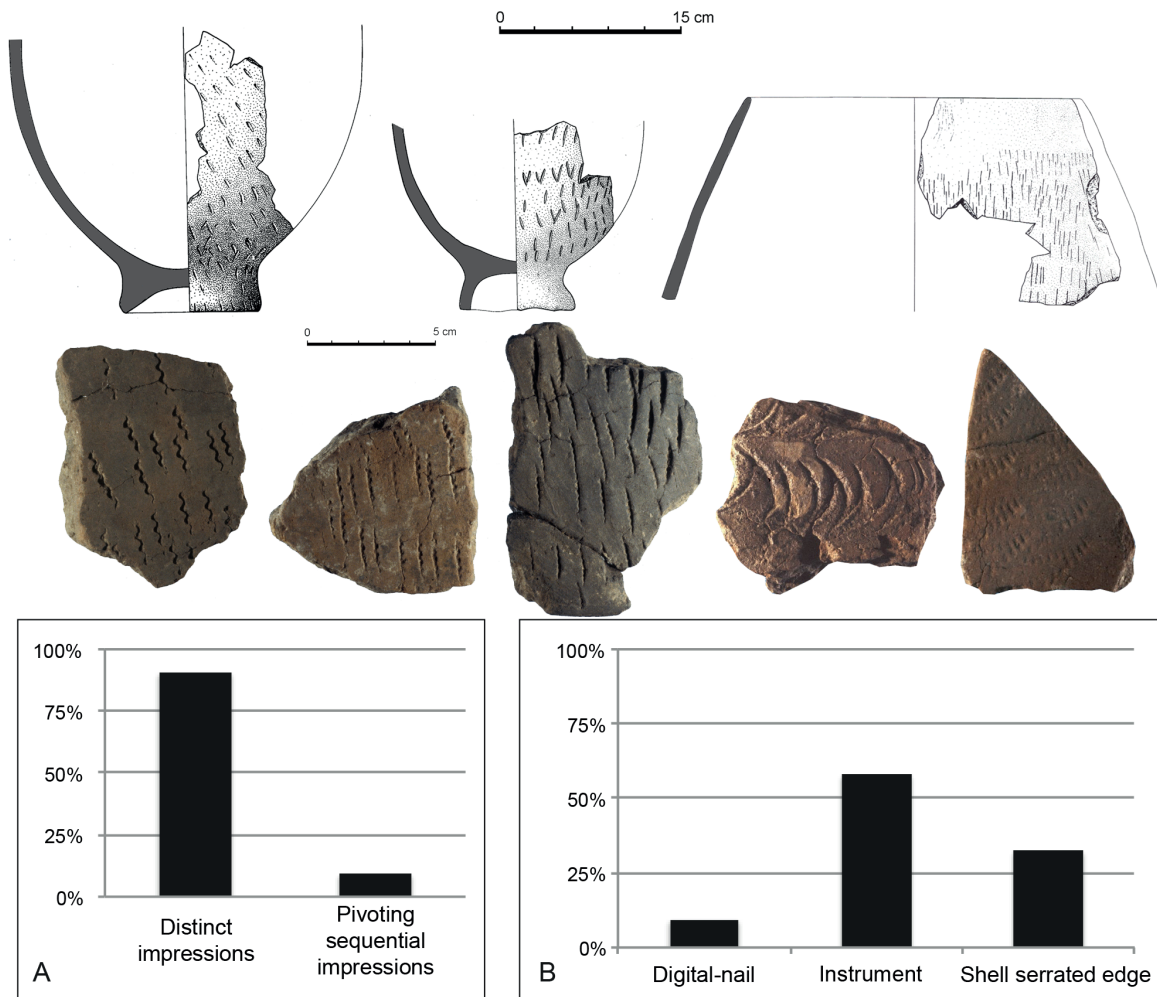 0 15 cm
0 5 cm
100%
75%
50%
25%
0%
Distinct
impressions
Pivoting
sequential
impressions
A
100%
75%
50%
25%
0%
Digital-nail
Instrument
Shell serrated edge
B